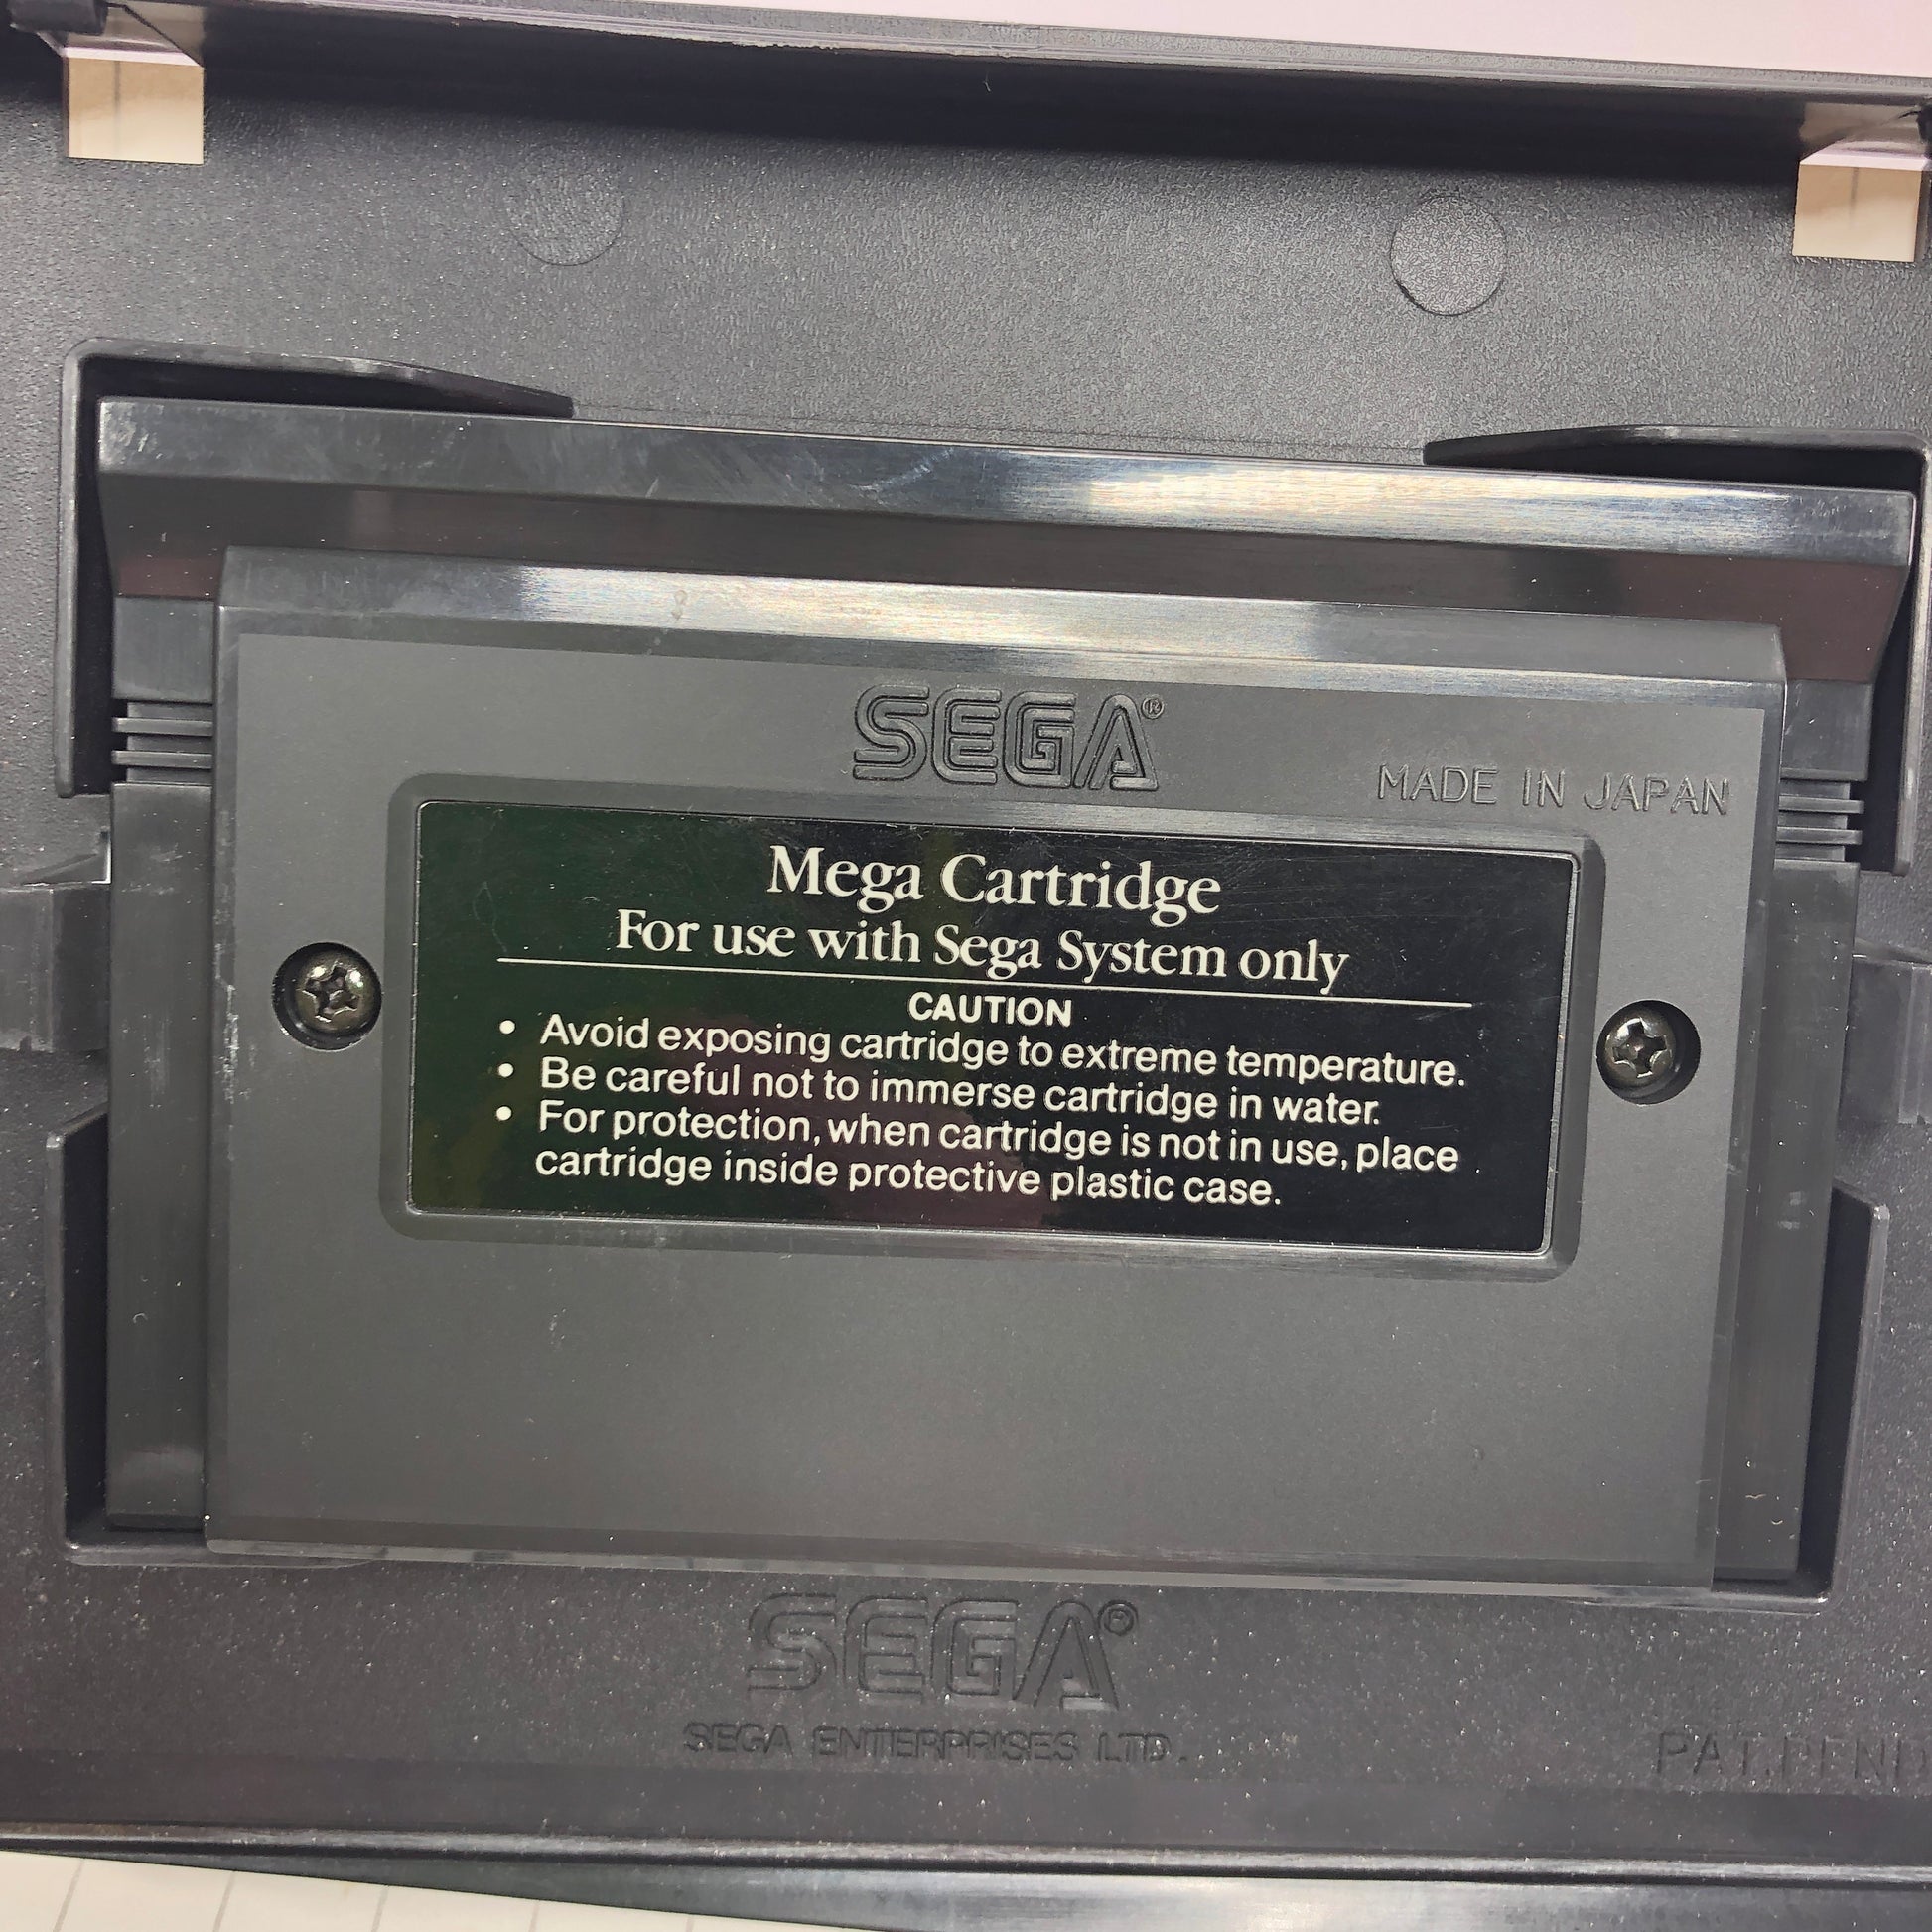 SEGA®
MADE IN JAPAN
Mega Cartridge
For use with Sega System only
CAUTION
• Avoid exposing cartridge to extreme temperature.
• Be careful not to immerse cartridge in water.
• For protection, when cartridge is not in use, place
cartridge inside protective plastic case.
SEGA®
SEGA ENTERPRISES LTD.
PAT. PEND